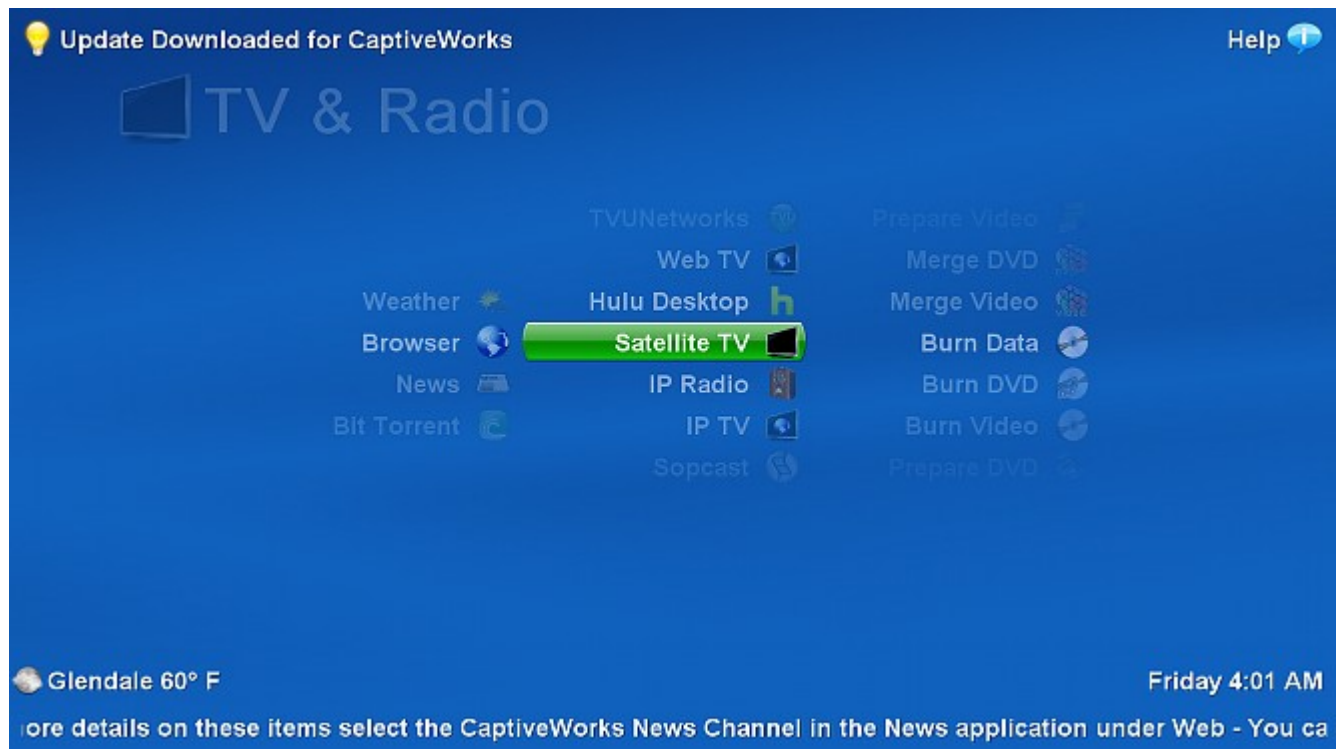 Update Downloaded for CaptiveWorks
Help
TV & Radio
TVUNetworks
Prepare Video
Web TV
Merge DVD
Weather
Hulu Desktop
Merge Video
Browser
Satellite TV
Burn Data
News
IP Radio
Burn DVD
Bit Torrent
IP TV
Burn Video
Sopcast
Prepare DVD
Glendale 60° F
Friday 4:01 AM
ore details on these items select the CaptiveWorks News Channel in the News application under Web - You ca